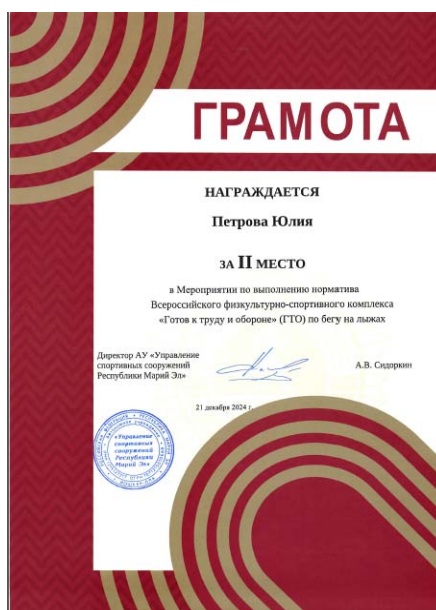 ГРАМОТА
НАГРАЖДАЕТСЯ
Петрова Юлия
ЗА II МЕСТО
в Мероприятии по выполнению норматива
Всероссийского физкультурно-спортивного комплекса
«Готов к труду и обороне» (ГТО) по бегу на лыжах
Директор АУ «Управление
спортивных сооружений
Республики Марий Эл»
А.В. Сидоркин
21 декабря 2024 г.
«Управление
спортивных
сооружений
Республики
Марий Эл»